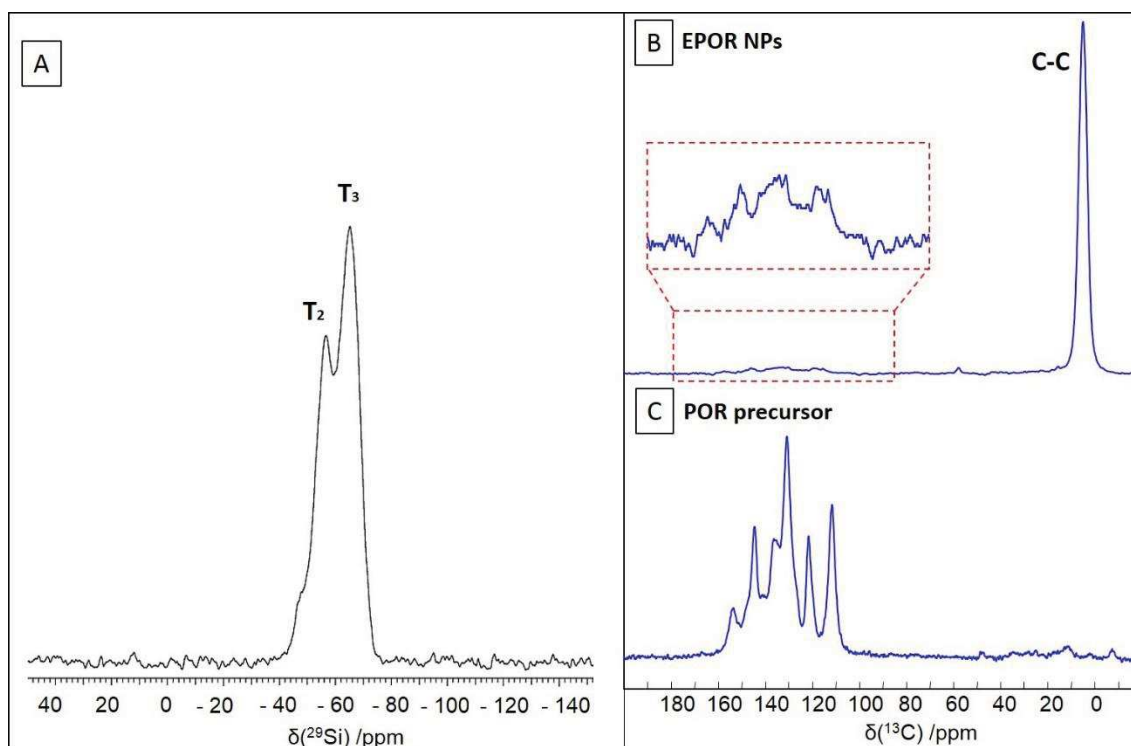 A
T₂
T₃
40 20 0 - 20 - 40 - 60 - 80 - 100 - 120 - 140
δ(²⁹Si) /ppm
B EPOR NPs
C-C
C POR precursor
180 160 140 120 100 80 60 40 20 0
δ(¹³C) /ppm